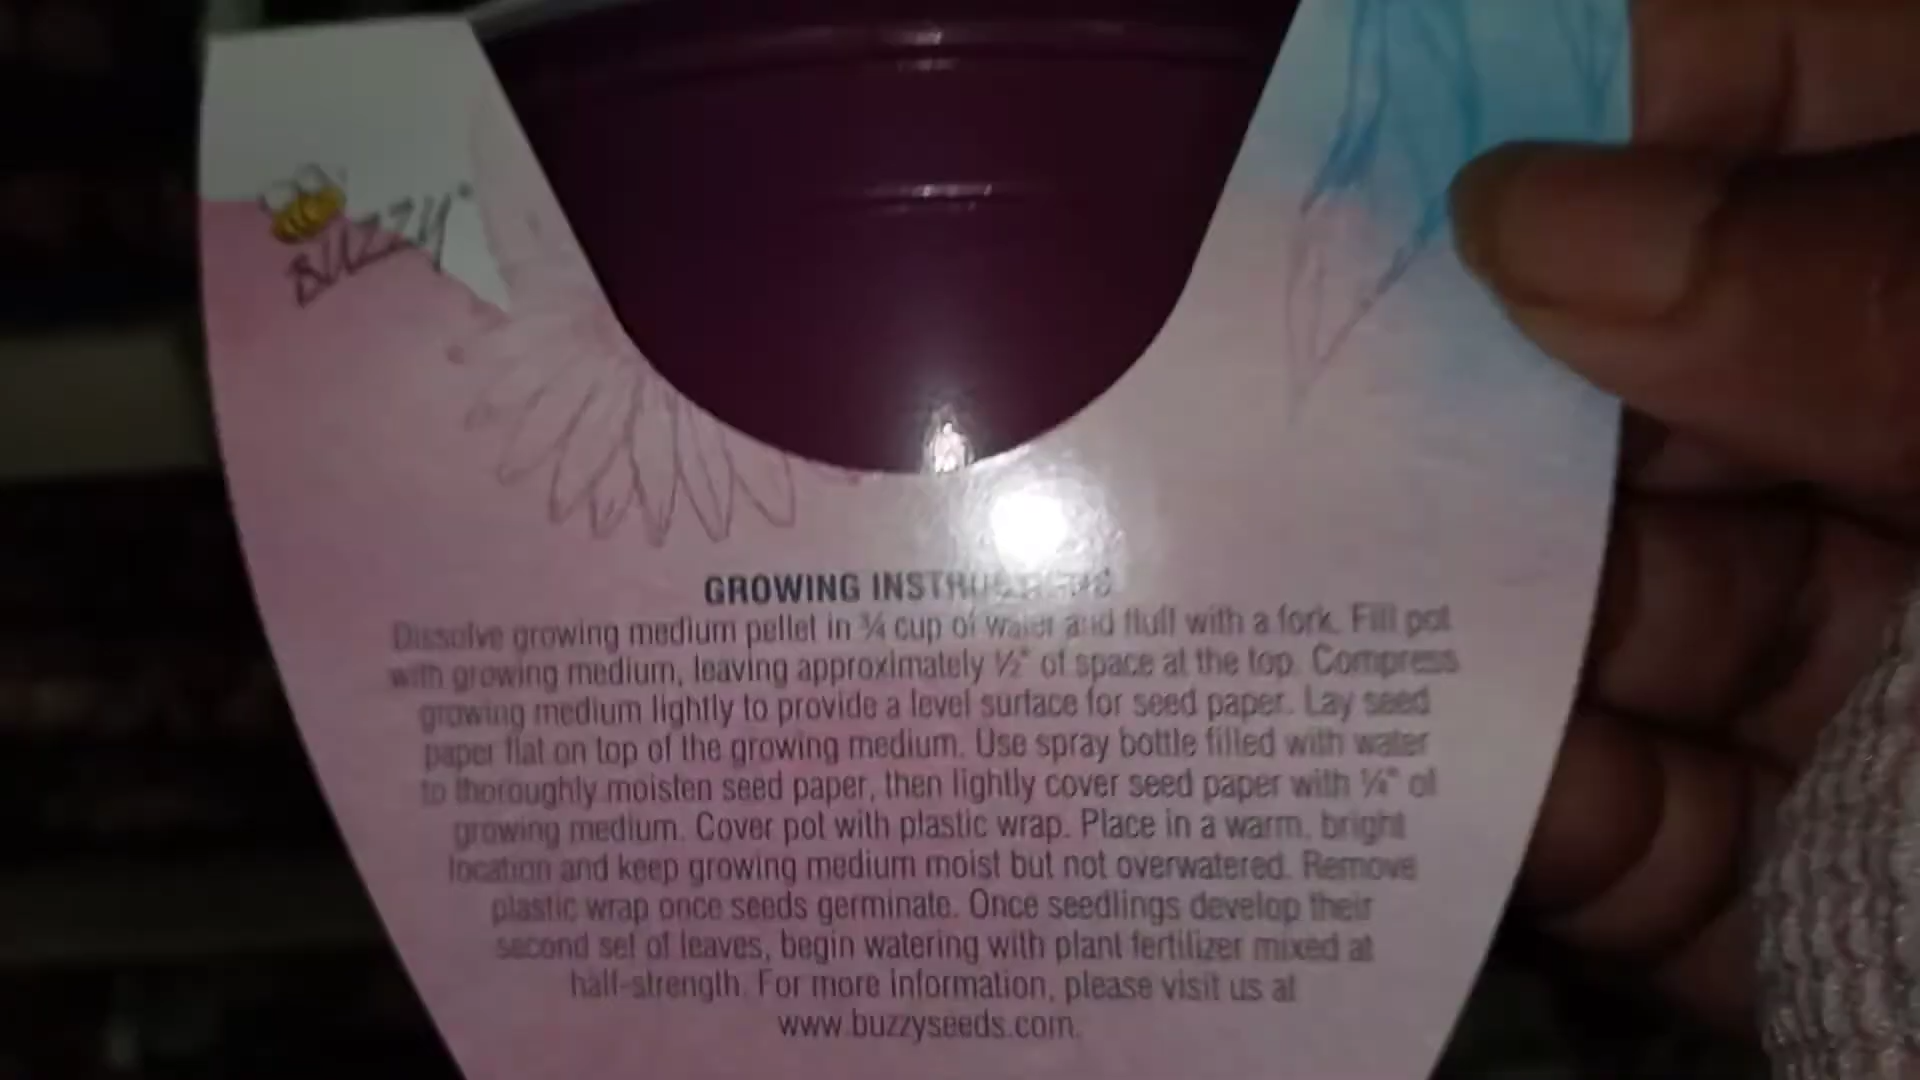 BUZZY®
GROWING INSTRUCTIONS
Dissolve growing medium pellet in ¾ cup of water and fluff with a fork. Fill pot
with growing medium, leaving approximately ½" of space at the top. Compress
growing medium lightly to provide a level surface for seed paper. Lay seed
paper flat on top of the growing medium. Use spray bottle filled with water
to thoroughly moisten seed paper, then lightly cover seed paper with ¼" of
growing medium. Cover pot with plastic wrap. Place in a warm, bright
location and keep growing medium moist but not overwatered. Remove
plastic wrap once seeds germinate. Once seedlings develop their
second set of leaves, begin watering with plant fertilizer mixed at
half-strength. For more information, please visit us at
www.buzzyseeds.com.